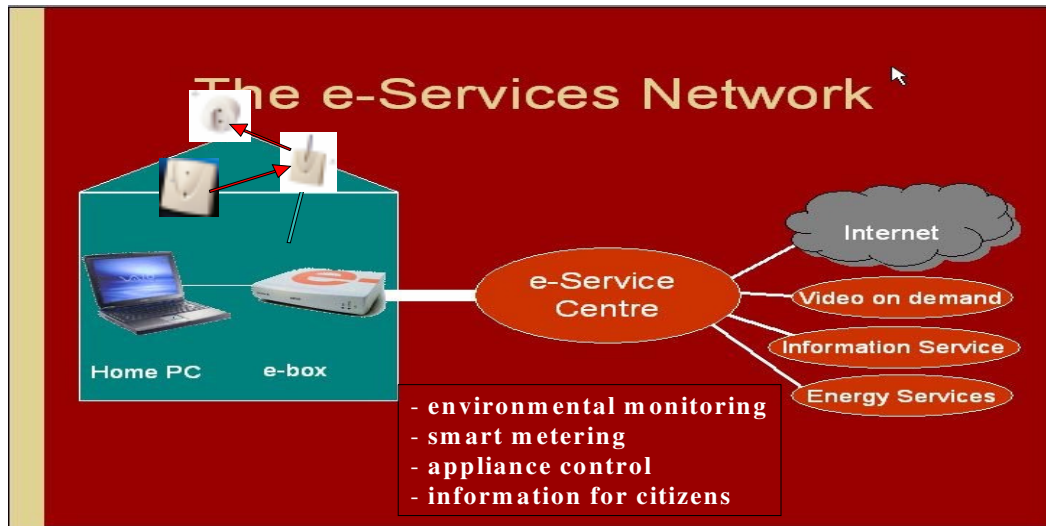 The e-Services Network
Internet
e-Service
Centre
Video on demand
Information Service
Energy Services
Home PC
e-box
- environmental monitoring
- smart metering
- appliance control
- information for citizens
VAIO